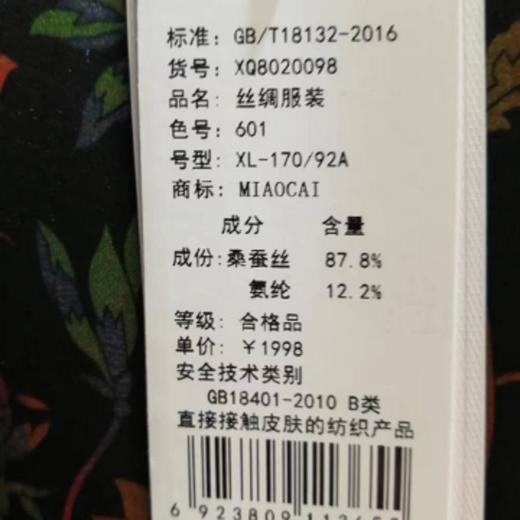 标准: GB/T18132-2016
货号: XQ8020098
品名: 丝绸服装
色号: 601
号型: XL-170/92A
商标: MIAOCAI
成分 含量
成份:桑蚕丝 87.8%
氨纶 12.2%
等级: 合格品
单价: ￥1998
安全技术类别
GB18401-2010 B类
直接接触皮肤的纺织产品